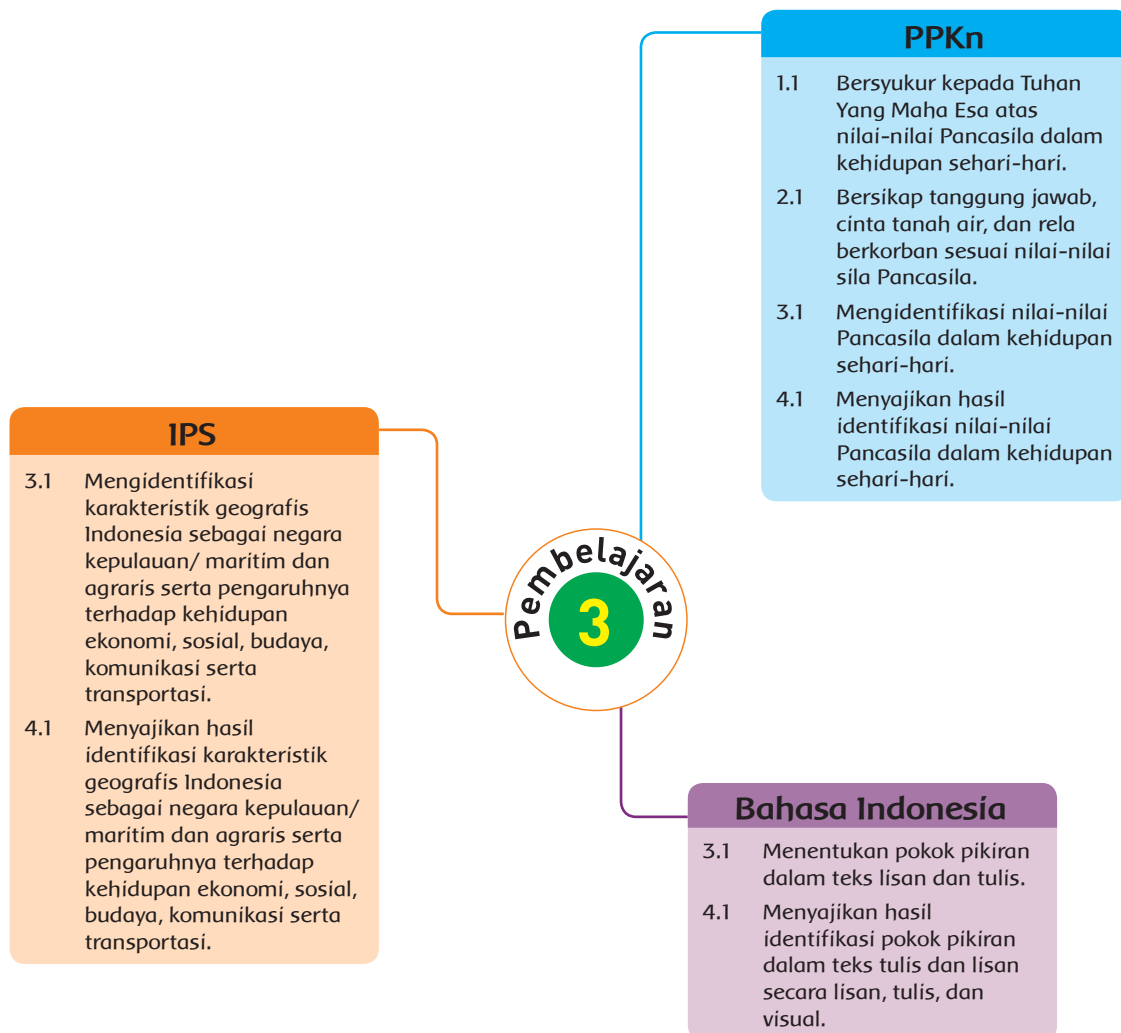 PPKn
1.1 Bersyukur kepada Tuhan
Yang Maha Esa atas
nilai-nilai Pancasila dalam
kehidupan sehari-hari.
2.1 Bersikap tanggung jawab,
cinta tanah air, dan rela
berkorban sesuai nilai-nilai
sila Pancasila.
3.1 Mengidentifikasi nilai-nilai
Pancasila dalam kehidupan
sehari-hari.
4.1 Menyajikan hasil
identifikasi nilai-nilai
Pancasila dalam kehidupan
sehari-hari.
IPS
3.1 Mengidentifikasi
karakteristik geografis
Indonesia sebagai negara
kepulauan/ maritim dan
agraris serta pengaruhnya
terhadap kehidupan
ekonomi, sosial, budaya,
komunikasi serta
transportasi.
4.1 Menyajikan hasil
identifikasi karakteristik
geografis Indonesia
sebagai negara kepulauan/
maritim dan agraris serta
pengaruhnya terhadap
kehidupan ekonomi, sosial,
budaya, komunikasi serta
transportasi.
Pembelajaran
3
Bahasa Indonesia
3.1 Menentukan pokok pikiran
dalam teks lisan dan tulis.
4.1 Menyajikan hasil
identifikasi pokok pikiran
dalam teks tulis dan lisan
secara lisan, tulis, dan
visual.